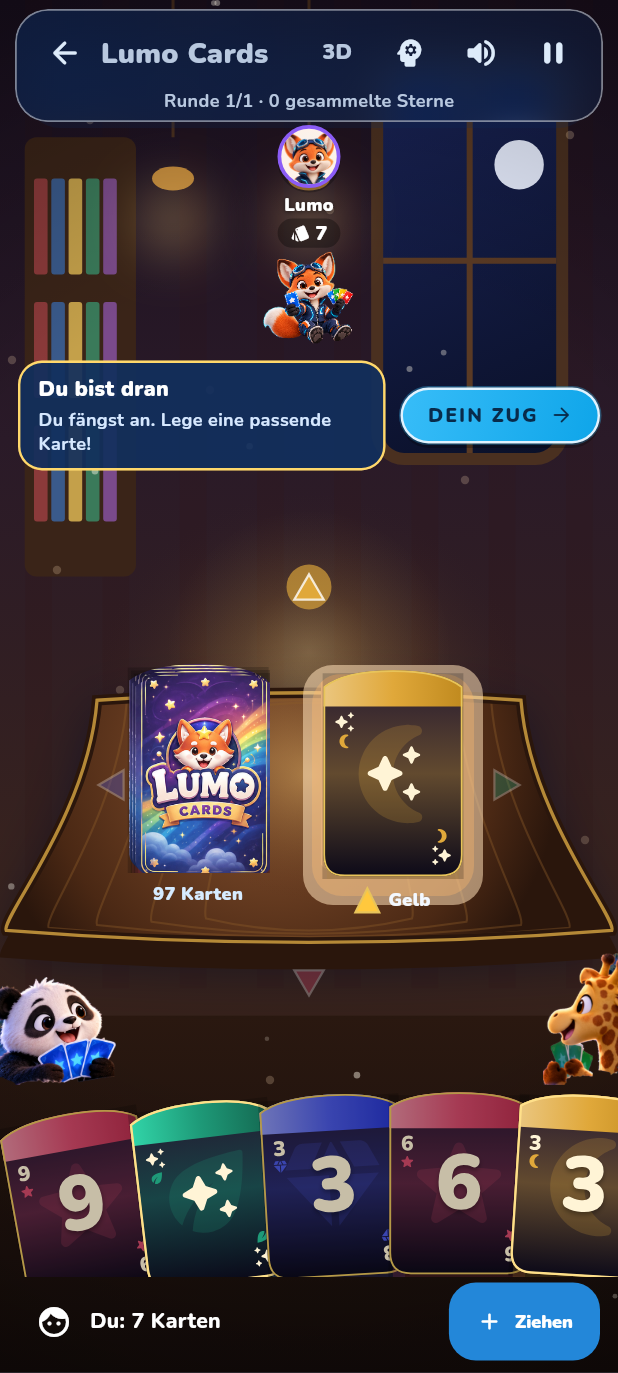 Lumo Cards
3D
Runde 1/1 · 0 gesammelte Sterne
Lumo
7
Du bist dran
Du fängst an. Lege eine passende
Karte!
DEIN ZUG
LUMO
CARDS
97 Karten
Gelb
9
9
3
3
6
6
3
3
Du: 7 Karten
Ziehen